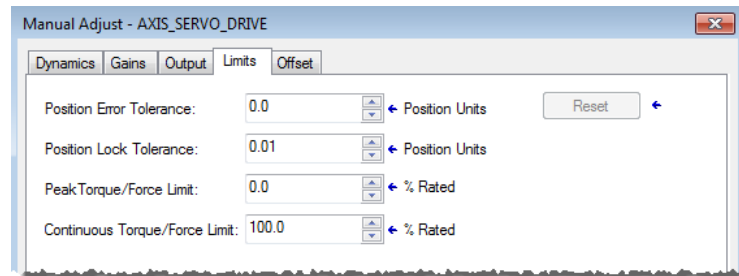 Manual Adjust - AXIS_SERVO_DRIVE
Dynamics Gains Output Limits Offset
Position Error Tolerance: 0.0 Position Units Reset
Position Lock Tolerance: 0.01 Position Units
PeakTorque/Force Limit: 0.0 % Rated
Continuous Torque/Force Limit: 100.0 % Rated